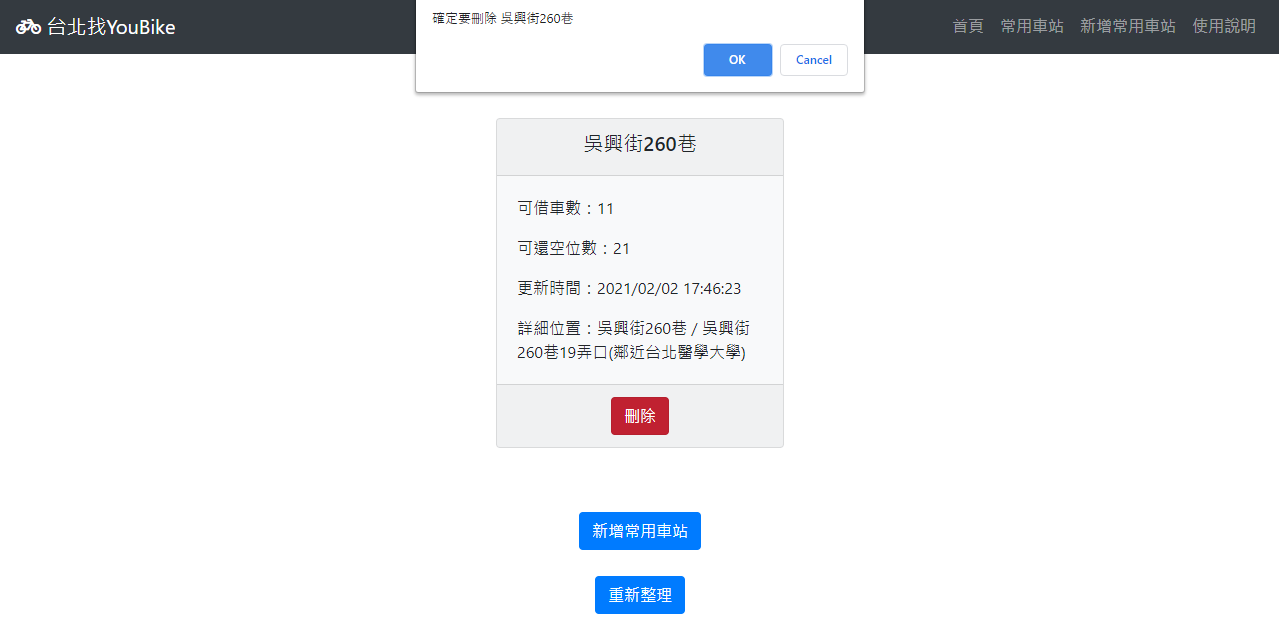 台北找YouBike
首頁 常用車站 新增常用車站 使用說明
確定要刪除 吳興街260巷
OK Cancel
吳興街260巷
可借車數：11
可還空位數：21
更新時間：2021/02/02 17:46:23
詳細位置：吳興街260巷 / 吳興街
260巷19弄口(鄰近台北醫學大學)
刪除
新增常用車站
重新整理